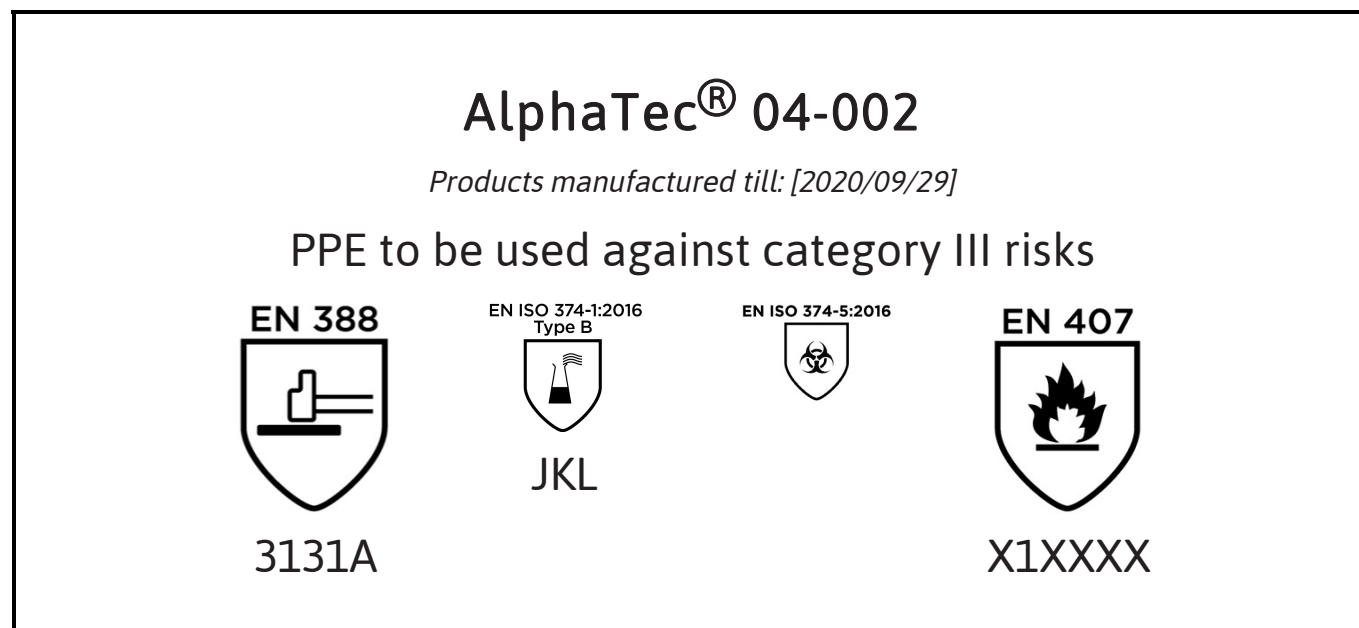 AlphaTec® 04-002
Products manufactured till: [2020/09/29]
PPE to be used against category III risks
EN 388
3131A
EN ISO 374-1:2016
Type B
JKL
EN ISO 374-5:2016
EN 407
X1XXXX